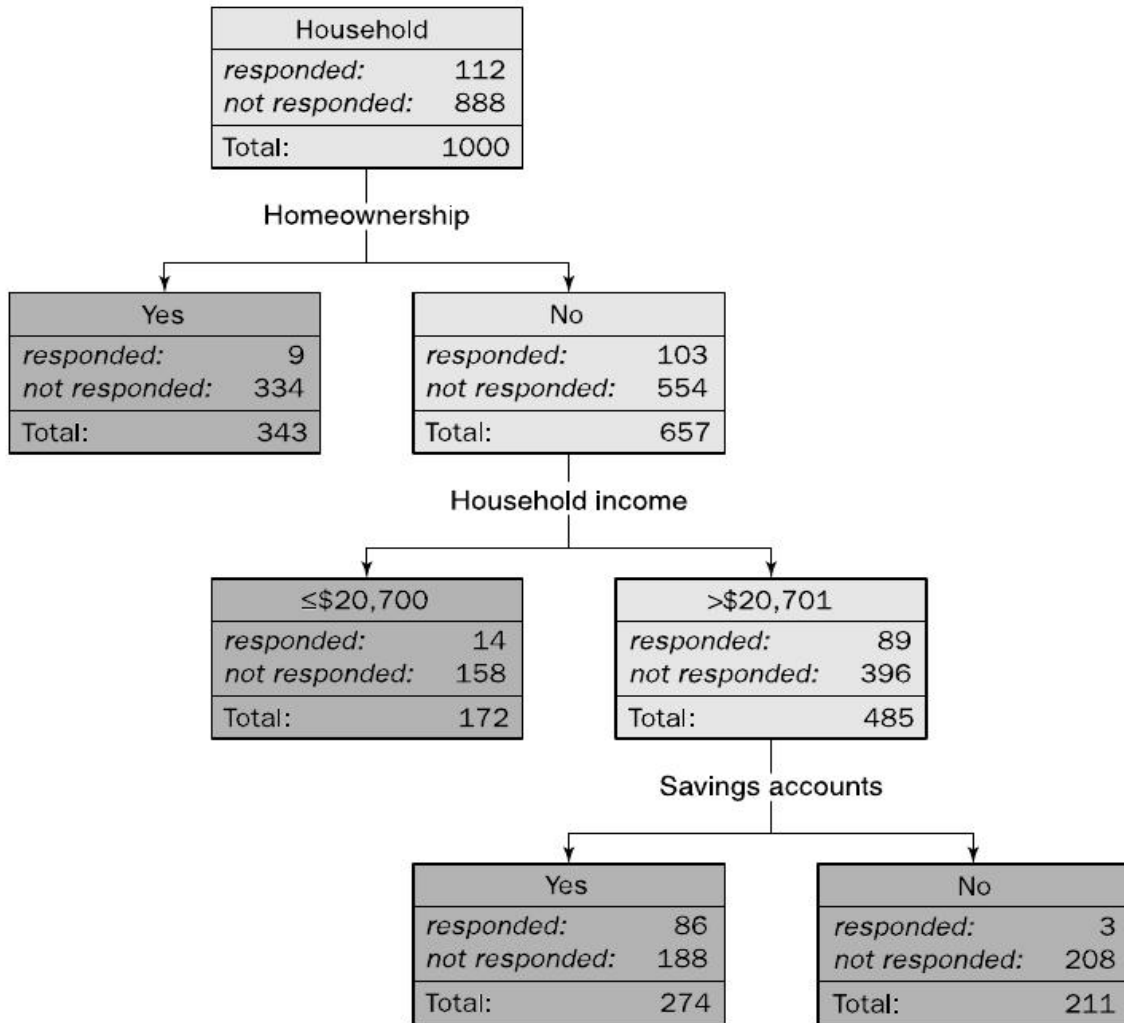 Household
responded: 112
not responded: 888
Total: 1000
Homeownership
Yes
responded: 9
not responded: 334
Total: 343
No
responded: 103
not responded: 554
Total: 657
Household income
≤$20,700
responded: 14
not responded: 158
Total: 172
>$20,701
responded: 89
not responded: 396
Total: 485
Savings accounts
Yes
responded: 86
not responded: 188
Total: 274
No
responded: 3
not responded: 208
Total: 211